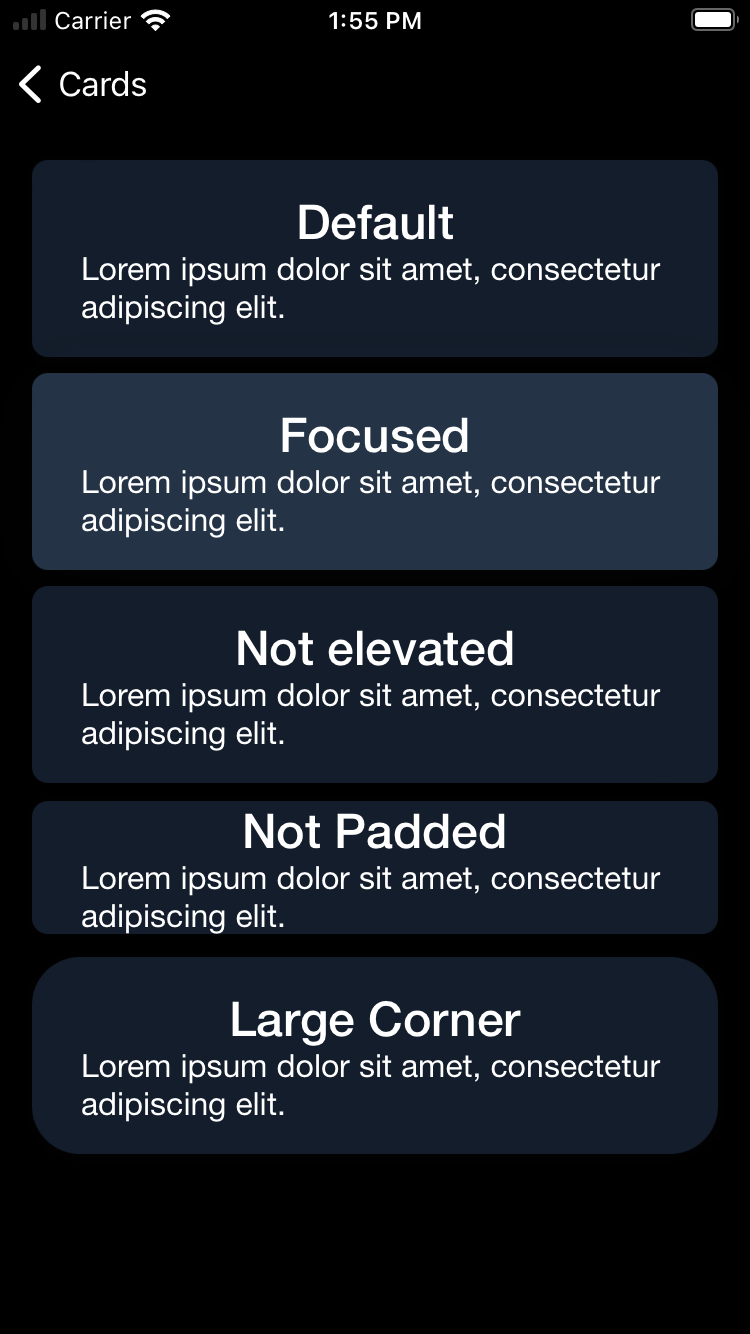 Carrier 1:55 PM
Cards
Default
Lorem ipsum dolor sit amet, consectetur
adipiscing elit.
Focused
Lorem ipsum dolor sit amet, consectetur
adipiscing elit.
Not elevated
Lorem ipsum dolor sit amet, consectetur
adipiscing elit.
Not Padded
Lorem ipsum dolor sit amet, consectetur
adipiscing elit.
Large Corner
Lorem ipsum dolor sit amet, consectetur
adipiscing elit.